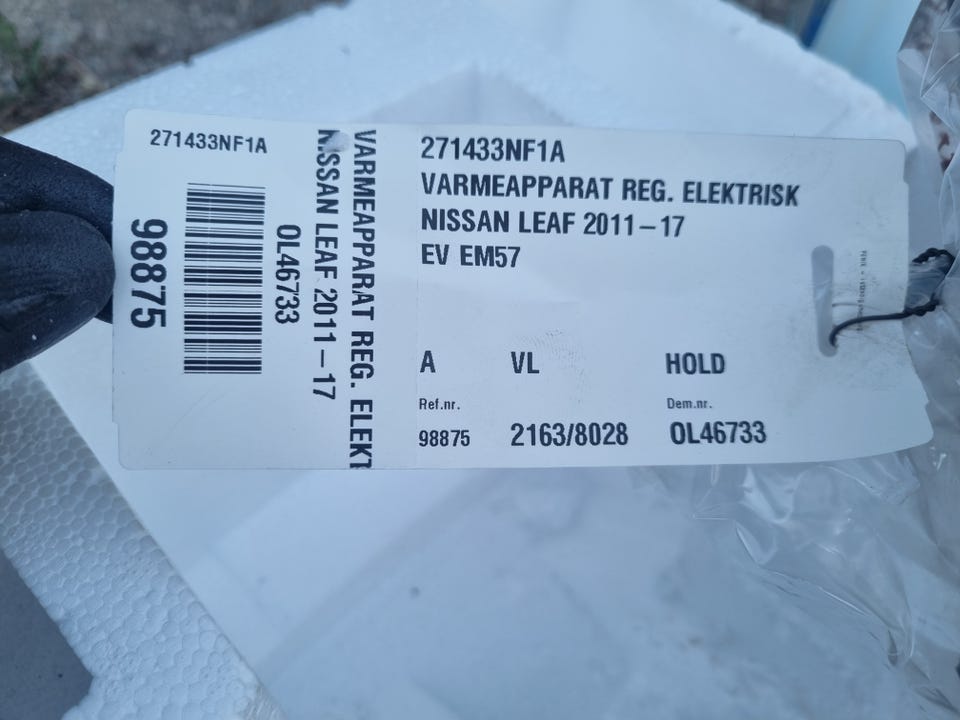 271433NF1A
98875
OL46733
NISSAN LEAF 2011-17
VARMEAPPARAT REG. ELEKT
271433NF1A
VARMEAPPARAT REG. ELEKTRISK
NISSAN LEAF 2011-17
EV EM57
A VL HOLD
Ref.nr. Dem.nr.
98875 2163/8028 OL46733